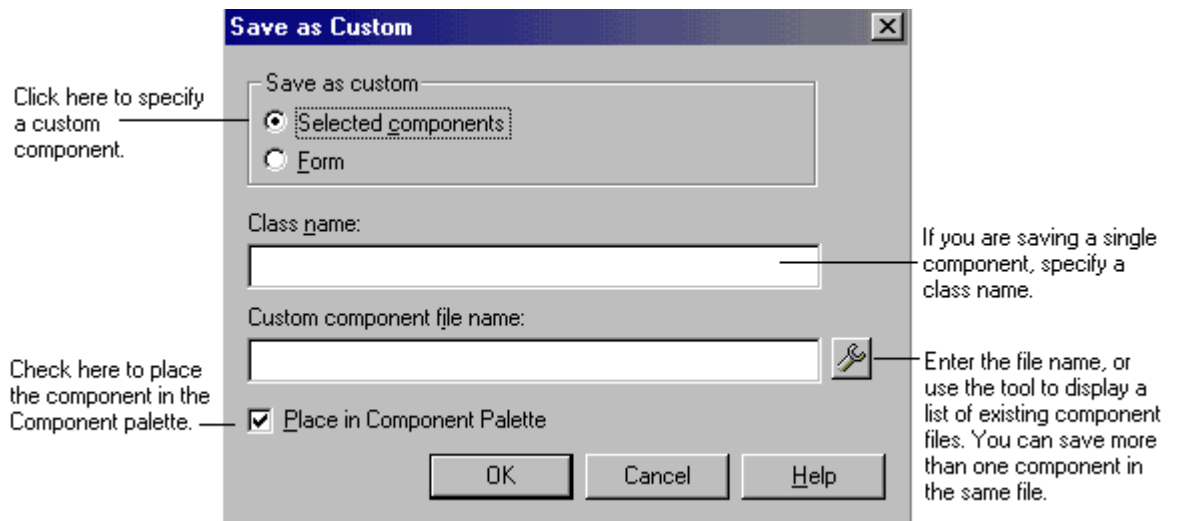 Save as Custom
Save as custom
Click here to specify
a custom
component.
Selected components
Form
Class name:
If you are saving a single
component, specify a
class name.
Custom component file name:
Check here to place
the component in the
Component palette.
Enter the file name, or
use the tool to display a
list of existing component
files. You can save more
than one component in
the same file.
Place in Component Palette
OK
Cancel
Help